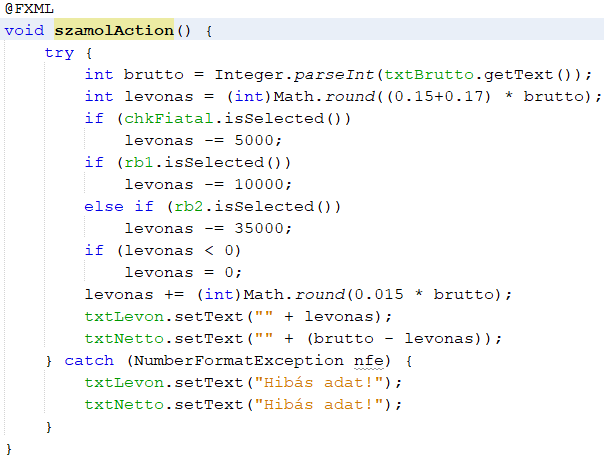 @FXML
void szamolAction() {
    try {
        int brutto = Integer.parseInt(txtBrutto.getText());
        int levonas = (int)Math.round((0.15+0.17) * brutto);
        if (chkFiatal.isSelected())
            levonas -= 5000;
        if (rb1.isSelected())
            levonas -= 10000;
        else if (rb2.isSelected())
            levonas -= 35000;
        if (levonas < 0)
            levonas = 0;
        levonas += (int)Math.round(0.015 * brutto);
        txtLevon.setText("" + levonas);
        txtNetto.setText("" + (brutto - levonas));
    } catch (NumberFormatException nfe) {
        txtLevon.setText("Hibás adat!");
        txtNetto.setText("Hibás adat!");
    }
}